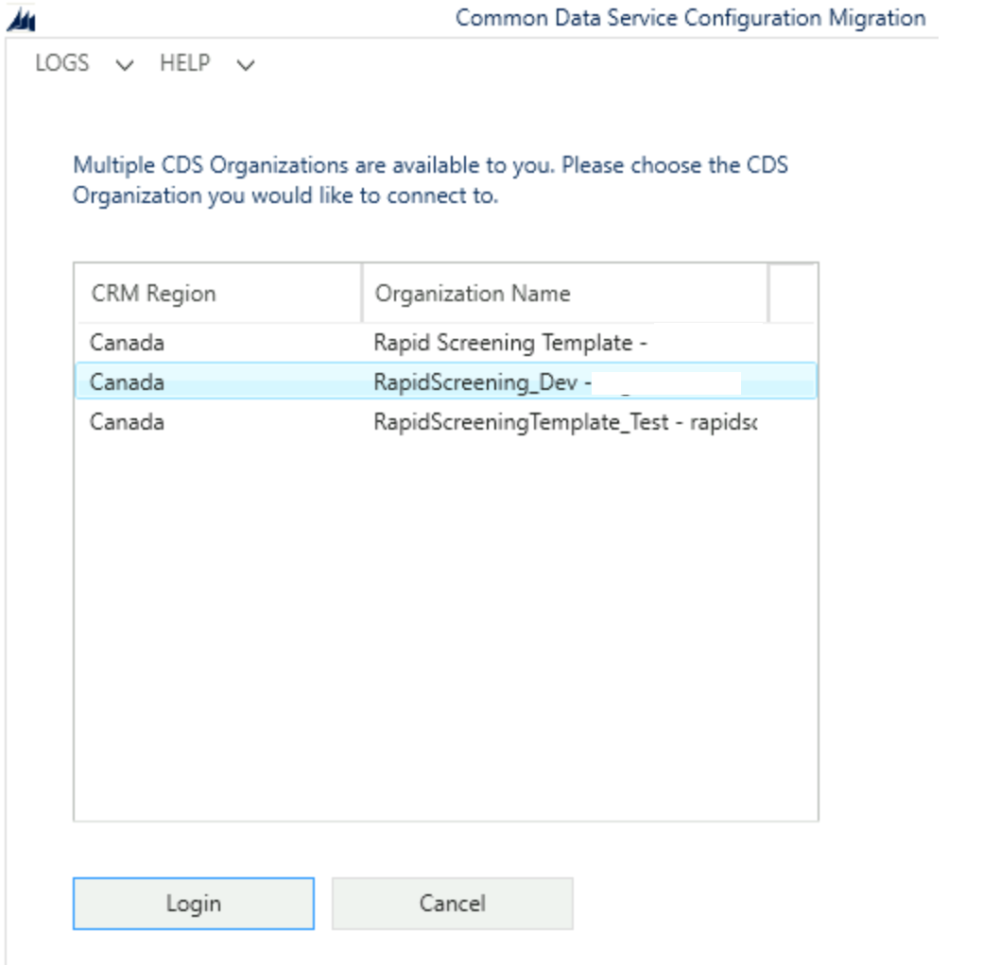 Common Data Service Configuration Migration
LOGS HELP
Multiple CDS Organizations are available to you. Please choose the CDS
Organization you would like to connect to.
CRM Region Organization Name
Canada Rapid Screening Template -
Canada RapidScreening_Dev -
Canada RapidScreeningTemplate_Test - rapidsc
Login Cancel